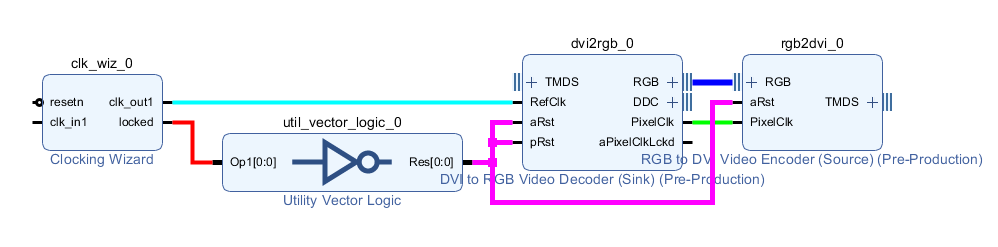 dvi2rgb_0
rgb2dvi_0
clk_wiz_0
TMDS
RGB
RGB
resetn
clk_out1
RefClk
DDC
aRst
TMDS
clk_in1
locked
util_vector_logic_0
aRst
PixelClk
PixelClk
pRst
aPixelClkLckd
Clocking Wizard
Op1[0:0]
Res[0:0]
RGB to DVI Video Encoder (Source) (Pre-Production)
DVI to RGB Video Decoder (Sink) (Pre-Production)
Utility Vector Logic